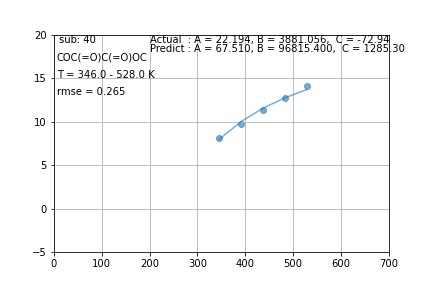 sub: 40
Actual : A = 22.194, B = 3881.056, C = -72.94
Predict : A = 67.510, B = 96815.400, C = 1285.30
COC(=O)C(=O)OC
T = 346.0 - 528.0 K
rmse = 0.265
20
15
10
5
0
−5
0 100 200 300 400 500 600 700